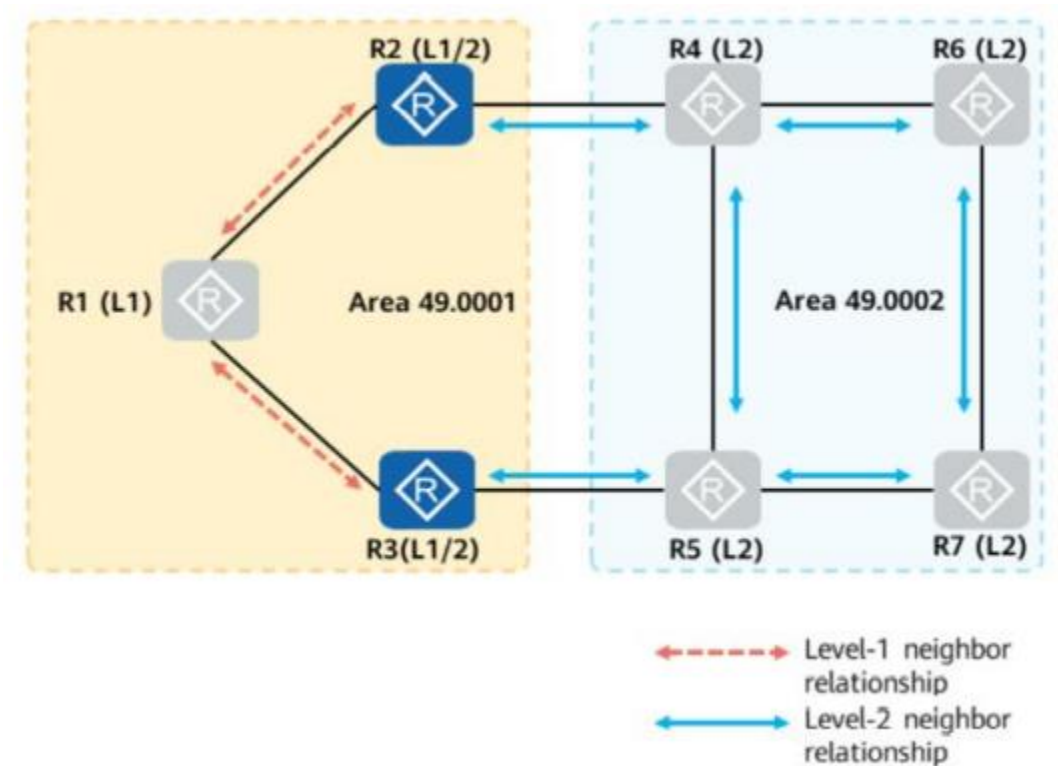 R2 (L1/2)
R4 (L2)
R6 (L2)
R
R
R
R1 (L1)
R
Area 49.0001
Area 49.0002
R
R
R
R3(L1/2)
R5 (L2)
R7 (L2)
Level-1 neighbor
relationship
Level-2 neighbor
relationship